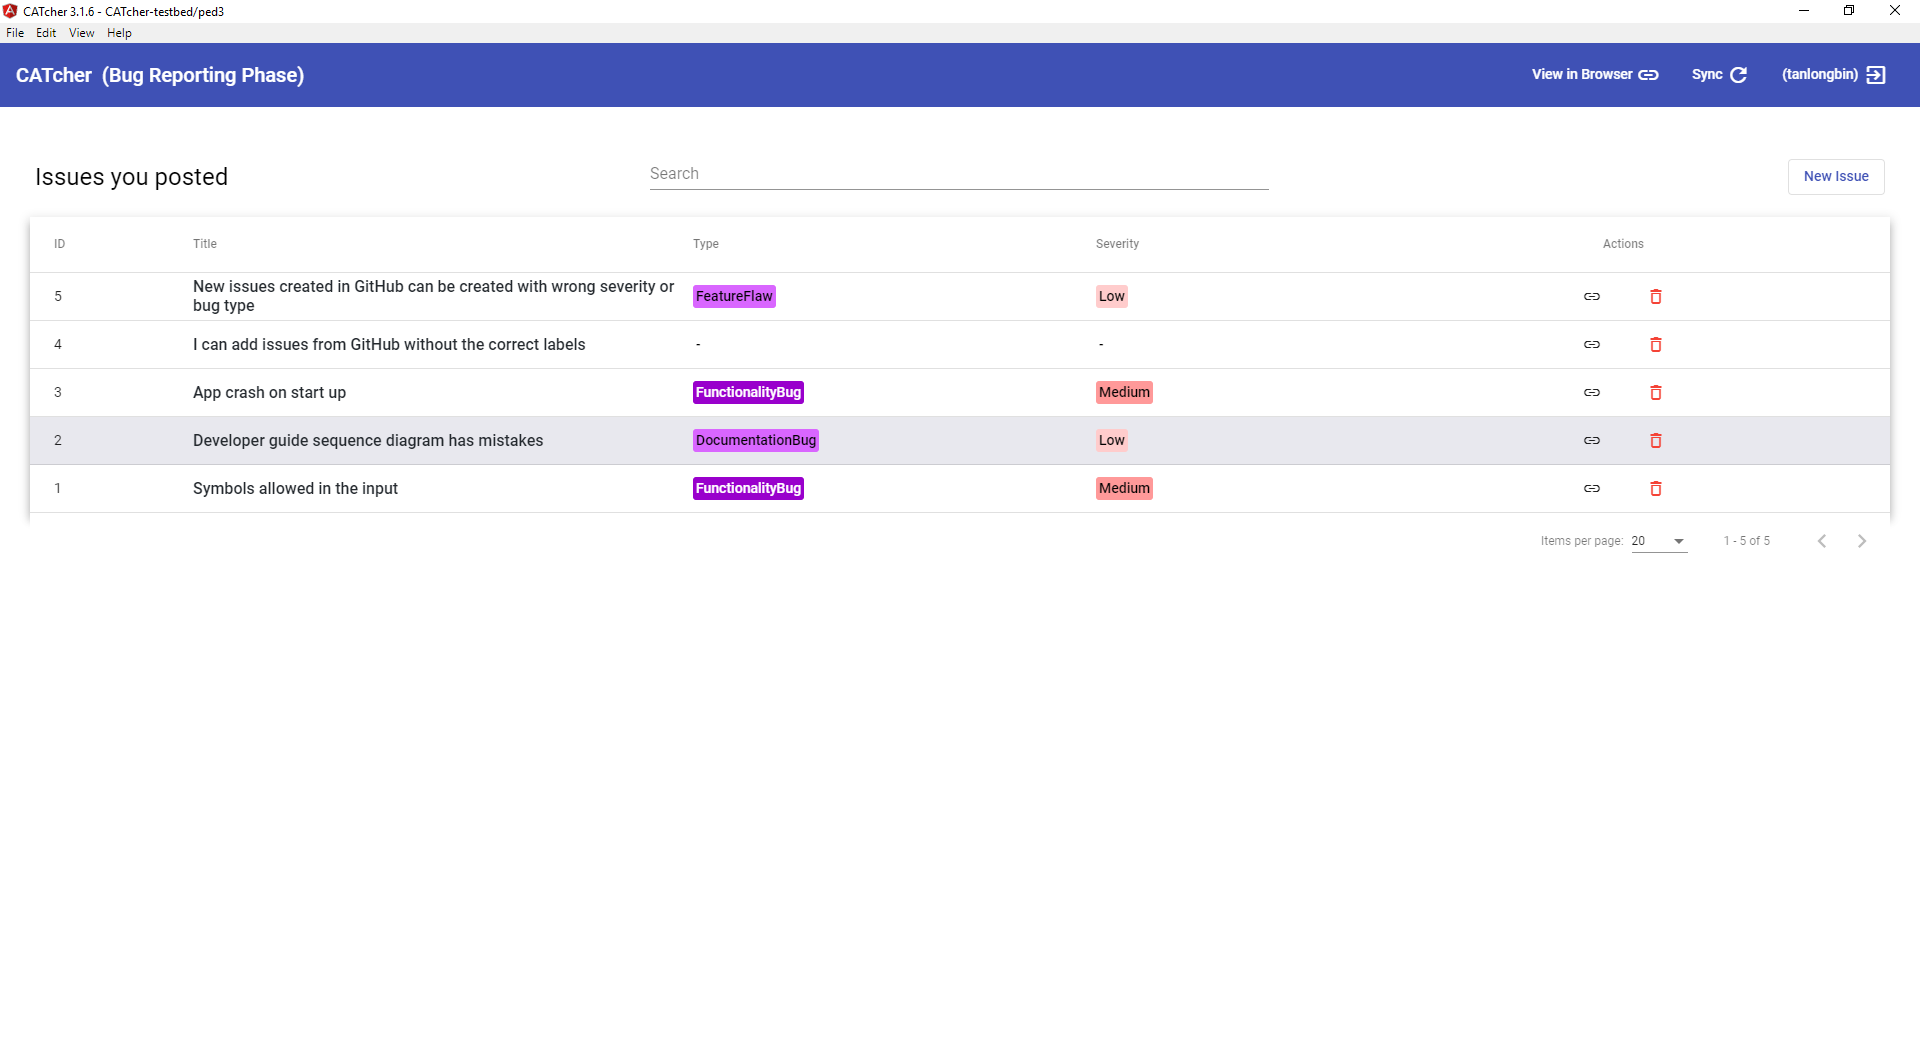 CATcher 3.1.6 - CATcher-testbed/ped3
File Edit View Help
CATcher (Bug Reporting Phase) View in Browser Sync (tanlongbin)
Issues you posted Search New Issue
ID Title Type Severity Actions
5 New issues created in GitHub can be created with wrong severity or
bug type FeatureFlaw Low
4 I can add issues from GitHub without the correct labels - -
3 App crash on start up FunctionalityBug Medium
2 Developer guide sequence diagram has mistakes DocumentationBug Low
1 Symbols allowed in the input FunctionalityBug Medium
Items per page: 20 1 - 5 of 5